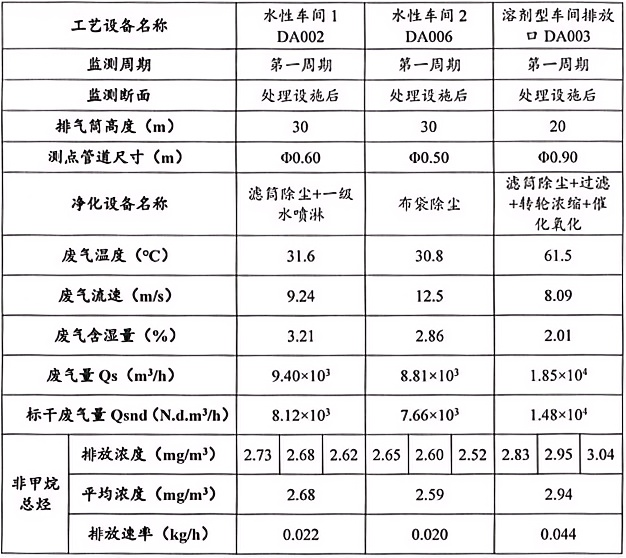 工艺设备名称 水性车间 1 DA002 水性车间 2 DA006 溶剂型车间排放口 DA003
监测周期 第一周期 第一周期 第一周期
监测断面 处理设施后 处理设施后 处理设施后
排气筒高度（m） 30 30 20
测点管道尺寸（m） Φ0.60 Φ0.50 Φ0.90
净化设备名称 滤筒除尘+一级水喷淋 布袋除尘 滤筒除尘+过滤+转轮浓缩+催化氧化
废气温度（℃） 31.6 30.8 61.5
废气流速（m/s） 9.24 12.5 8.09
废气含湿量（%） 3.21 2.86 2.01
废气量 Qs（m³/h） 9.40×10³ 8.81×10³ 1.85×10⁴
标干废气量 Qsnd（N.d.m³/h） 8.12×10³ 7.66×10³ 1.48×10⁴
非甲烷总烃 排放浓度（mg/m³） 2.73 2.68 2.62 2.65 2.60 2.52 2.83 2.95 3.04
平均浓度（mg/m³） 2.68 2.59 2.94
排放速率（kg/h） 0.022 0.020 0.044